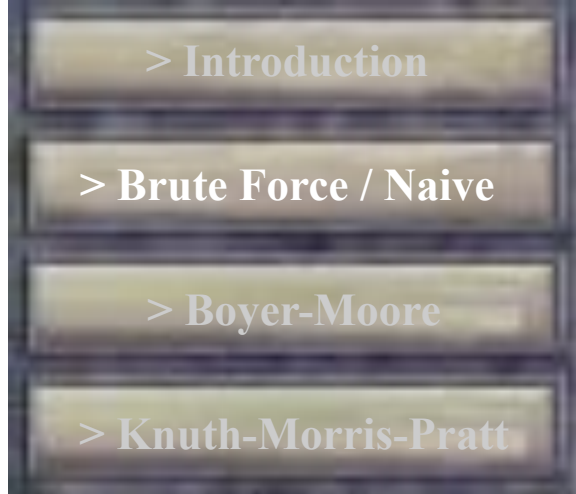 > Introduction
> Brute Force / Naive
> Boyer-Moore
> Knuth-Morris-Pratt